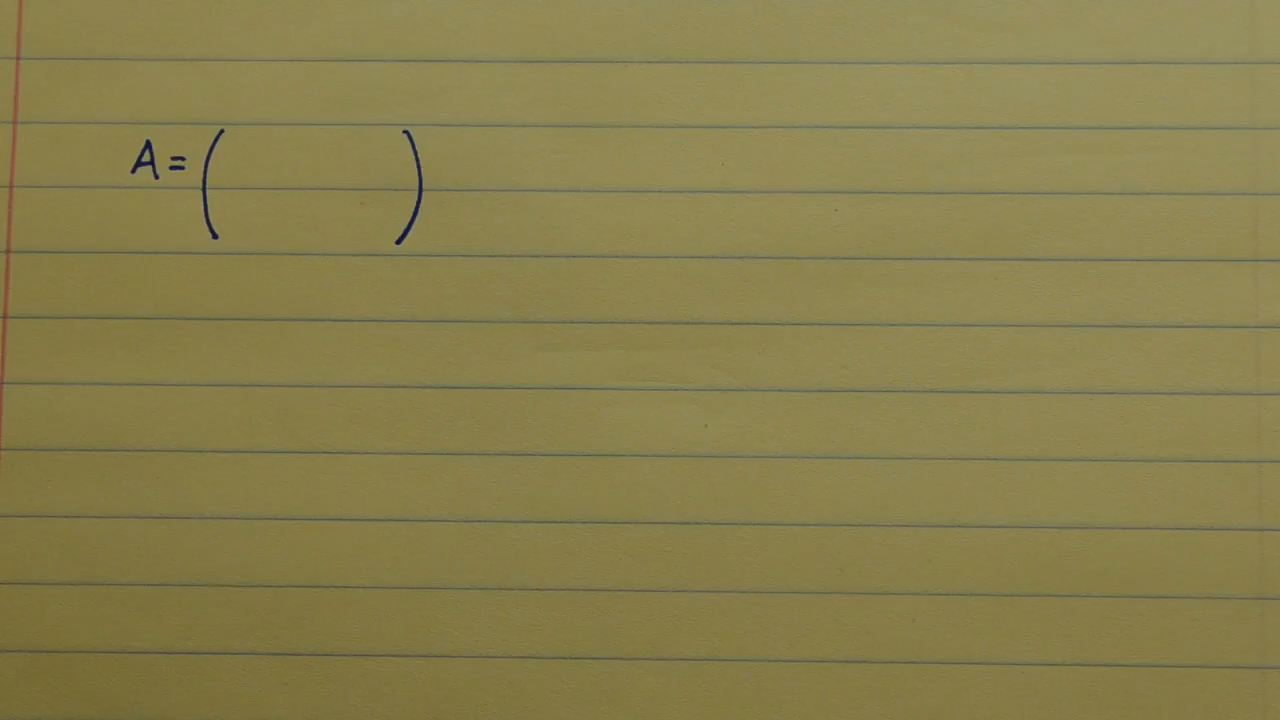 A = ( )